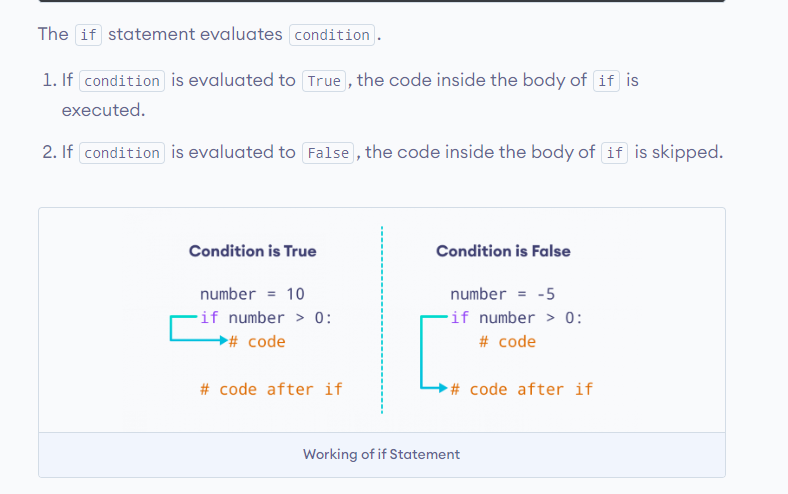 The if statement evaluates condition.
1. If condition is evaluated to True, the code inside the body of if is
executed.
2. If condition is evaluated to False, the code inside the body of if is skipped.
Condition is True
number = 10
if number > 0:
# code
# code after if
Condition is False
number = -5
if number > 0:
# code
# code after if
Working of if Statement